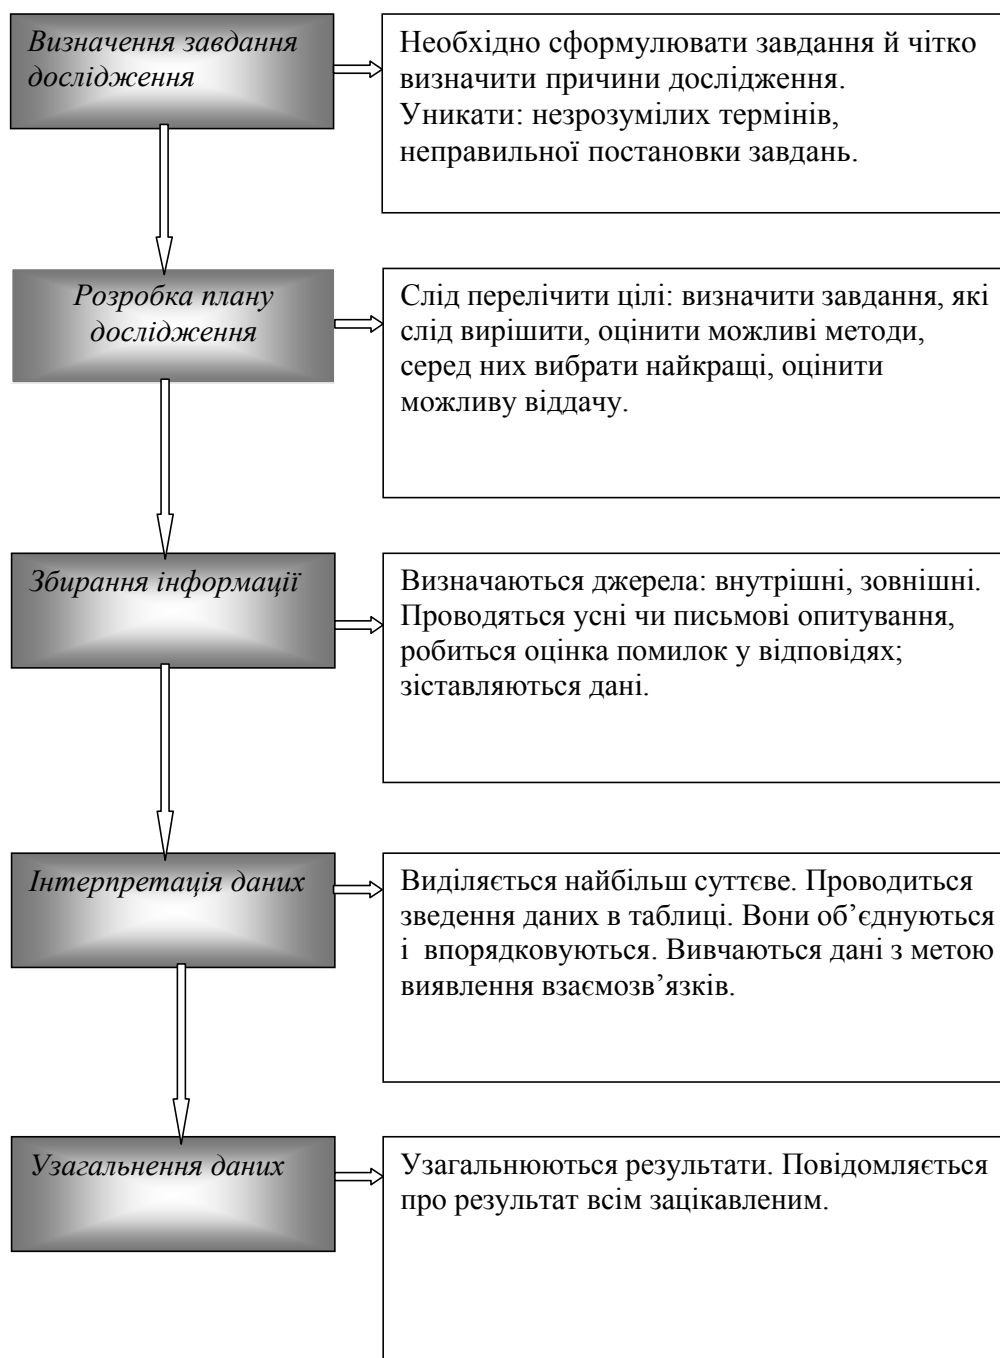 Визначення завдання
дослідження
Необхідно сформулювати завдання й чітко
визначити причини дослідження.
Уникати: незрозумілих термінів,
неправильної постановки завдань.
Розробка плану
дослідження
Слід перелічити цілі: визначити завдання, які
слід вирішити, оцінити можливі методи,
серед них вибрати найкращі, оцінити
можливу віддачу.
Збирання інформації
Визначаються джерела: внутрішні, зовнішні.
Проводяться усні чи письмові опитування,
робиться оцінка помилок у відповідях;
зіставляються дані.
Інтерпретація даних
Виділяється найбільш суттєве. Проводиться
зведення даних в таблиці. Вони об’єднуються
і впорядковуються. Вивчаються дані з метою
виявлення взаємозв’язків.
Узагальнення даних
Узагальнюються результати. Повідомляється
про результат всім зацікавленим.